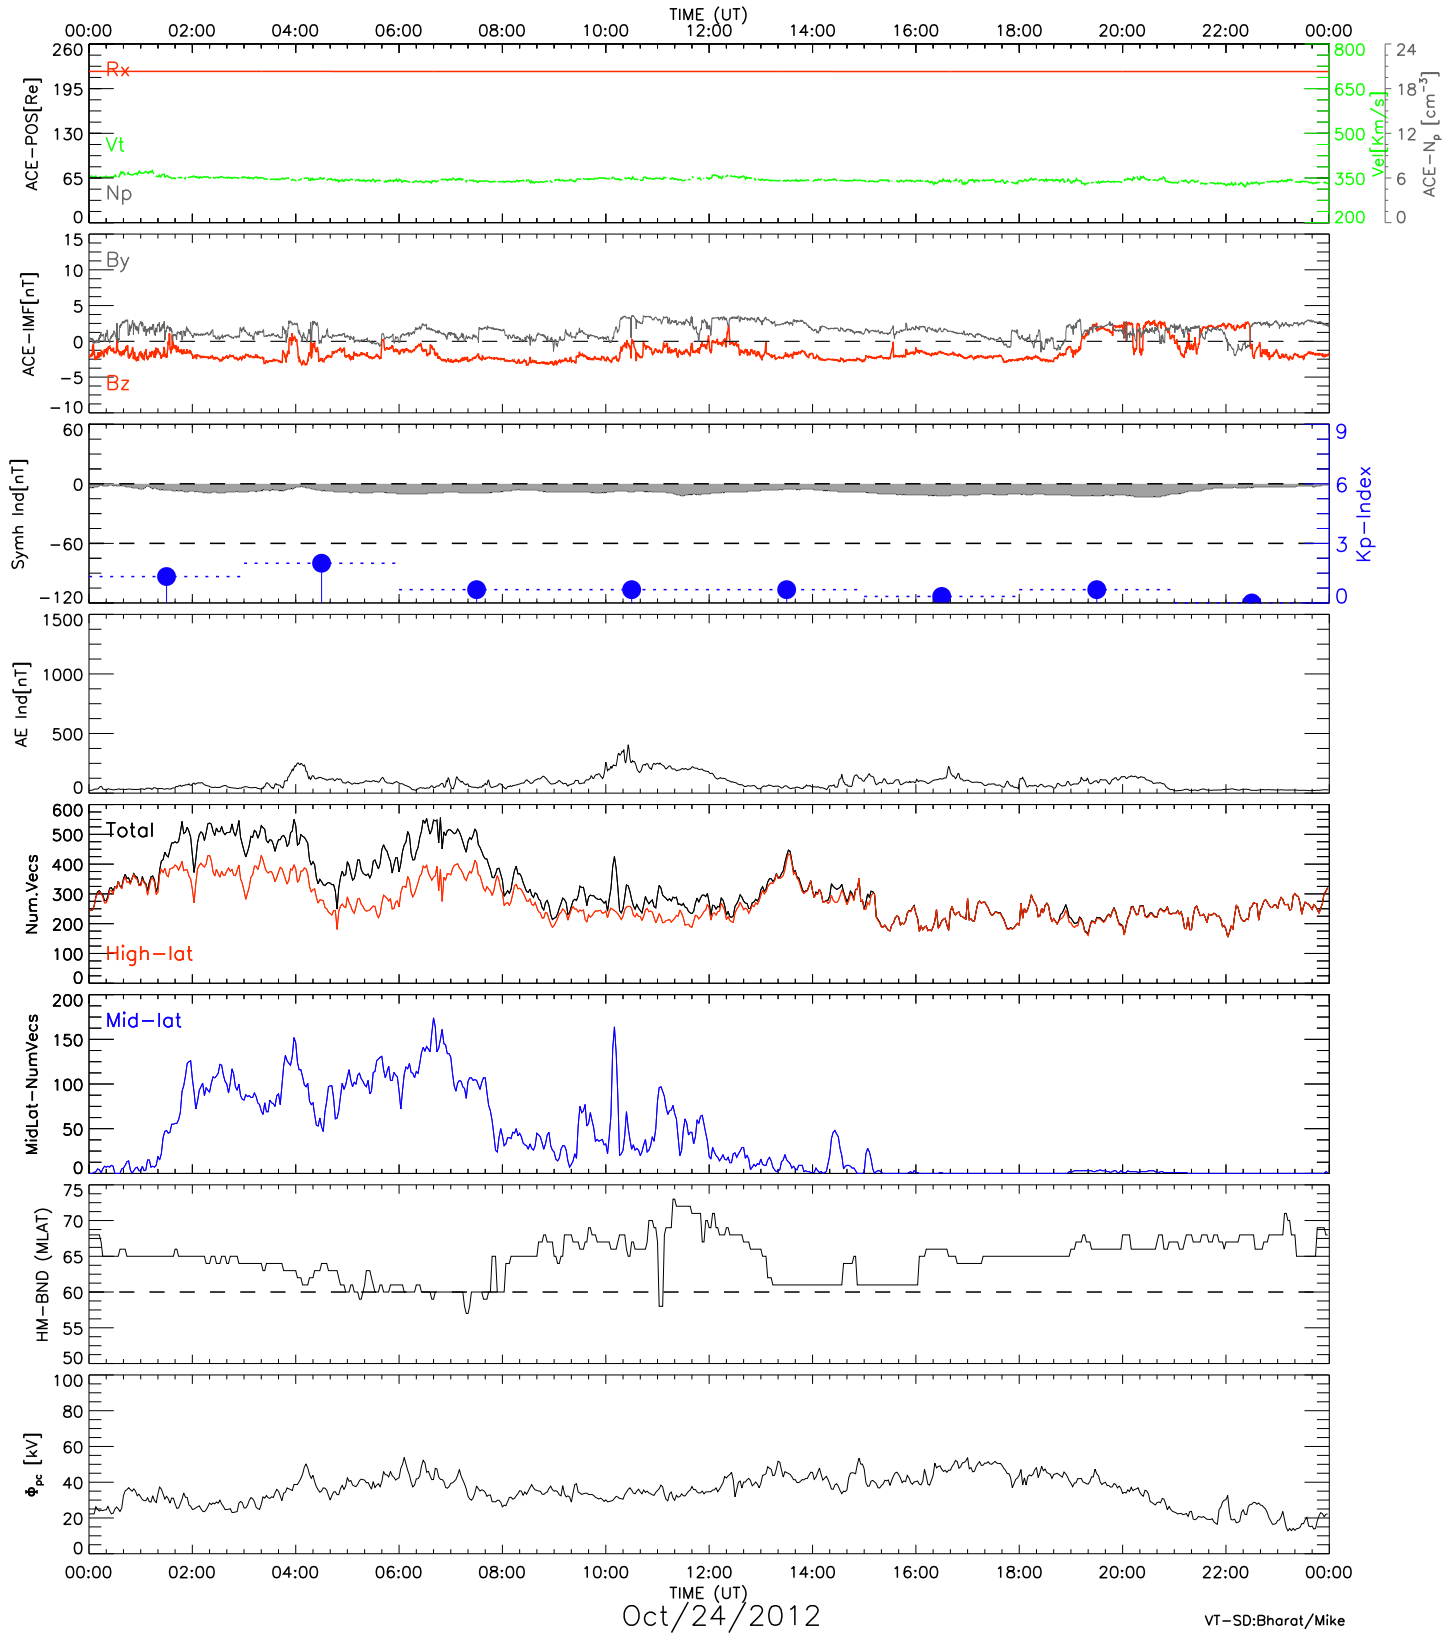 TIME (UT)
00:00 02:00 04:00 06:00 08:00 10:00 12:00 14:00 16:00 18:00 20:00 22:00 00:00
ACE-POS[Re]
260
195
130
65
0
Rx
Vt
Np
800
650
500
350
200
Vel[Km/s]
24
18
12
6
0
ACE-Np [cm-3]
ACE-IMF[nT]
15
10
5
0
-5
-10
By
Bz
Symh Ind[nT]
60
0
-60
-120
9
6
3
0
Kp-Index
AE Ind[nT]
1500
1000
500
0
Num.Vecs
600
500
400
300
200
100
0
Total
High-lat
MidLat-NumVecs
200
150
100
50
0
Mid-lat
HM-BND (MLAT)
75
70
65
60
55
50
Φpc [kV]
100
80
60
40
20
0
00:00 02:00 04:00 06:00 08:00 10:00 12:00 14:00 16:00 18:00 20:00 22:00 00:00
TIME (UT)
Oct/24/2012
VT-SD:Bharat/Mike